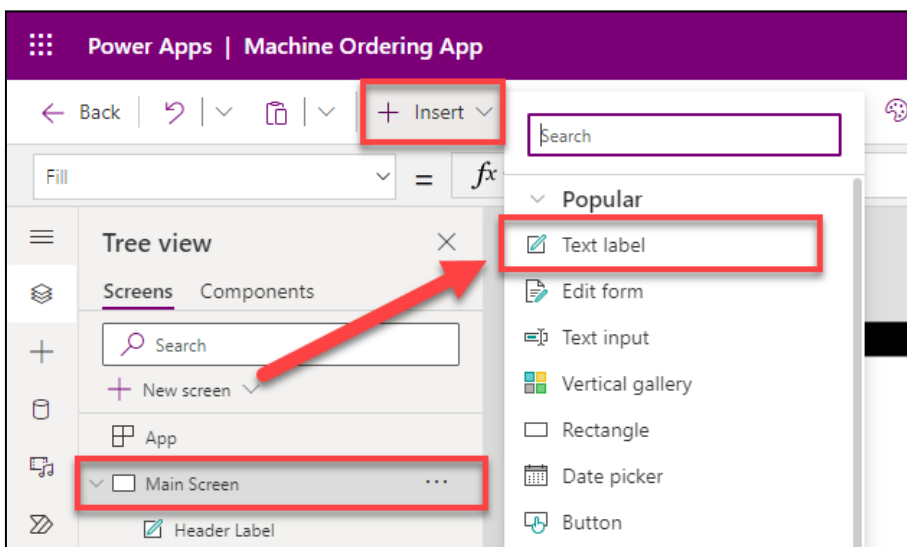 Power Apps | Machine Ordering App
Back
Insert
Search
Fill
=
fx
Popular
Tree view
Text label
Screens Components
Edit form
Search
Text input
New screen
Vertical gallery
App
Rectangle
Main Screen ...
Date picker
Header Label
Button